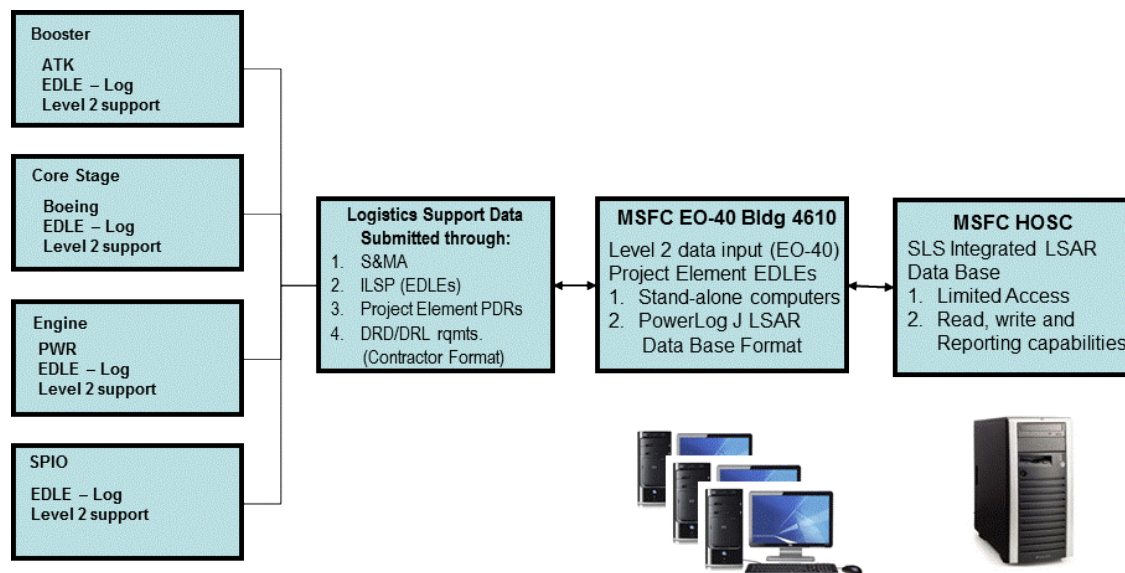 Booster
ATK
EDLE – Log
Level 2 support
Core Stage
Boeing
EDLE – Log
Level 2 support
Engine
PWR
EDLE – Log
Level 2 support
SPIO
EDLE – Log
Level 2 support
Logistics Support Data
Submitted through:
1. S&MA
2. ILSP (EDLEs)
3. Project Element PDRs
4. DRD/DRL rqmts.
(Contractor Format)
MSFC EO-40 Bldg 4610
Level 2 data input (EO-40)
Project Element EDLEs
1. Stand-alone computers
2. PowerLog J LSAR
Data Base Format
MSFC HOSC
SLS Integrated LSAR
Data Base
1. Limited Access
2. Read, write and
Reporting capabilities